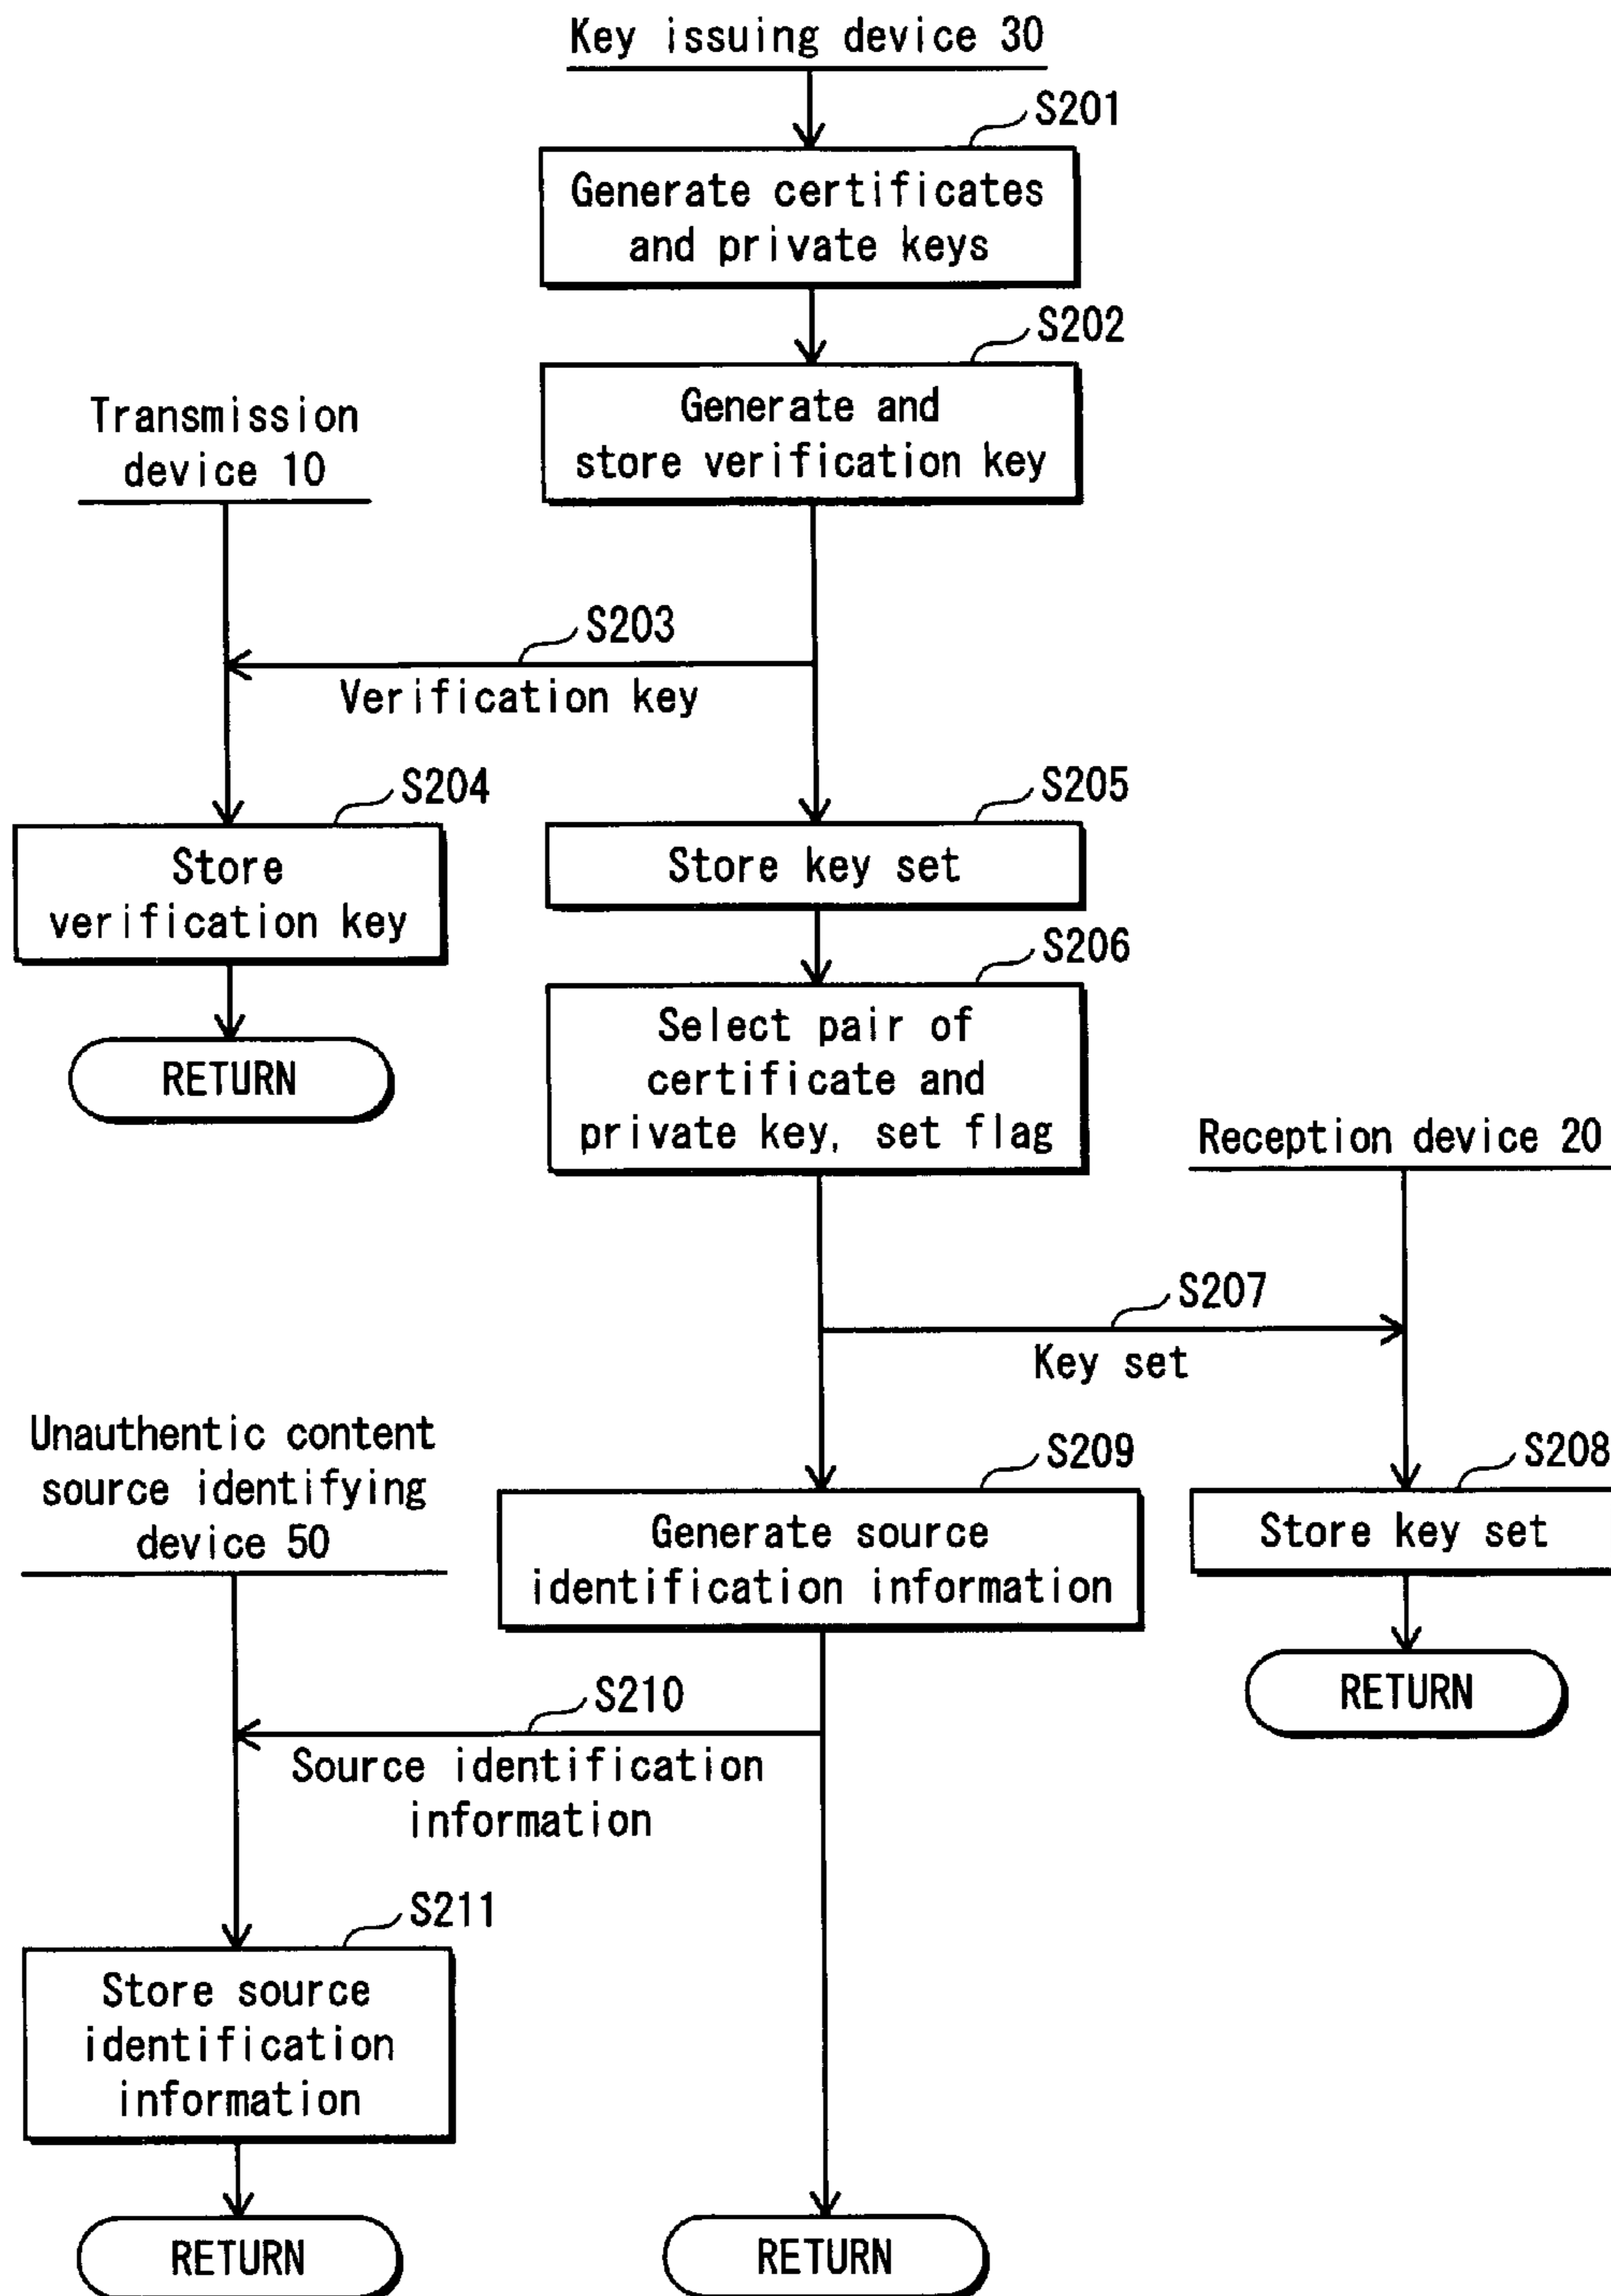 Key issuing device 30
S201
Generate certificates
and private keys
S202
Generate and
store verification key
Transmission
device 10
S203
Verification key
S204
Store
verification key
RETURN
S205
Store key set
S206
Select pair of
certificate and
private key, set flag
Reception device 20
S207
Key set
S208
Store key set
RETURN
S209
Generate source
identification information
Unauthentic content
source identifying
device 50
S210
Source identification
information
S211
Store source
identification
information
RETURN
RETURN